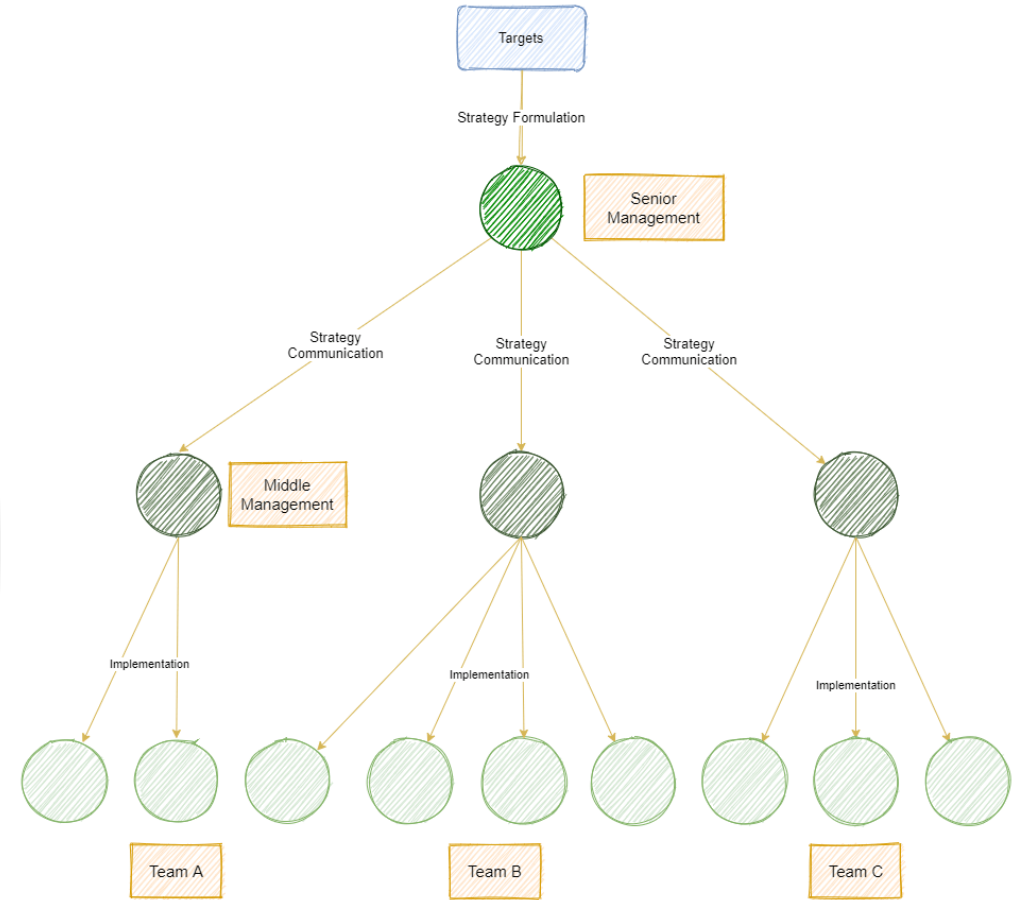 Targets
Strategy Formulation
Senior
Management
Strategy
Communication
Strategy
Communication
Strategy
Communication
Middle
Management
Implementation
Implementation
Implementation
Team A
Team B
Team C